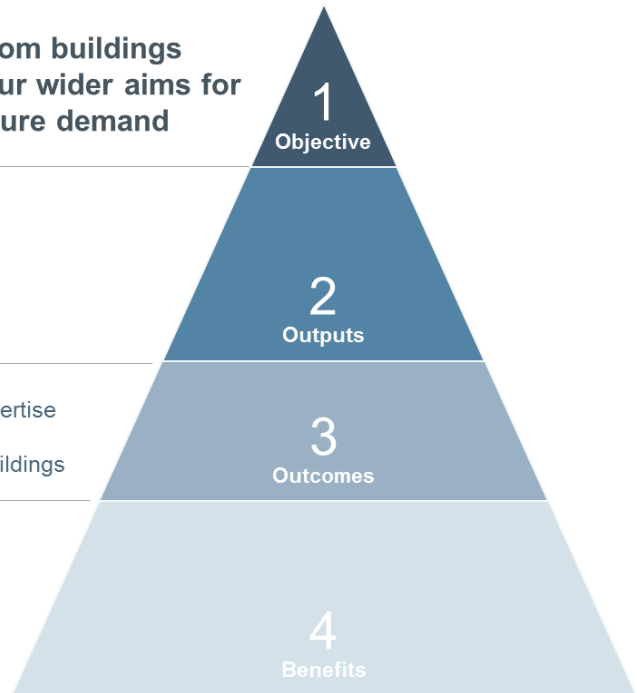 om buildings
ur wider aims for
ure demand
1
Objective
2
Outputs
ertise
ildings
3
Outcomes
4
Benefits